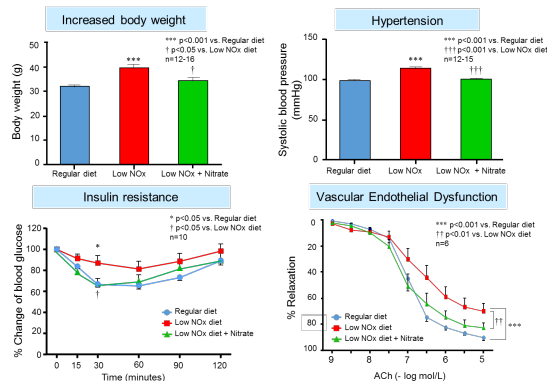 Increased body weight
*** p<0.001 vs. Regular diet
† p<0.05 vs. Low NOx diet
n=12-16
Body weight (g)
50
40
30
20
10
0
***
†
Regular diet
Low NOx
Low NOx + Nitrate
Hypertension
*** p<0.001 vs. Regular diet
††† p<0.001 vs. Low NOx diet
n=12-15
Systolic blood pressure
(mmHg)
150
100
50
0
***
†††
Regular diet
Low NOx
Low NOx + Nitrate
Insulin resistance
* p<0.05 vs. Regular diet
† p<0.05 vs. Low NOx diet
n=10
% Change of blood glucose
120
100
80
60
40
20
0
*
†
Regular diet
Low NOx diet
Low NOx diet + Nitrate
0 15 30 60 90 120
Time (minutes)
Vascular Endothelial Dysfunction
*** p<0.001 vs. Regular diet
†† p<0.01 vs. Low NOx diet
n=6
% Relaxation
0
20
40
60
80
100
Regular diet
Low NOx diet
Low NOx diet + Nitrate
††
***
9 8 7 6 5
ACh (- log mol/L)